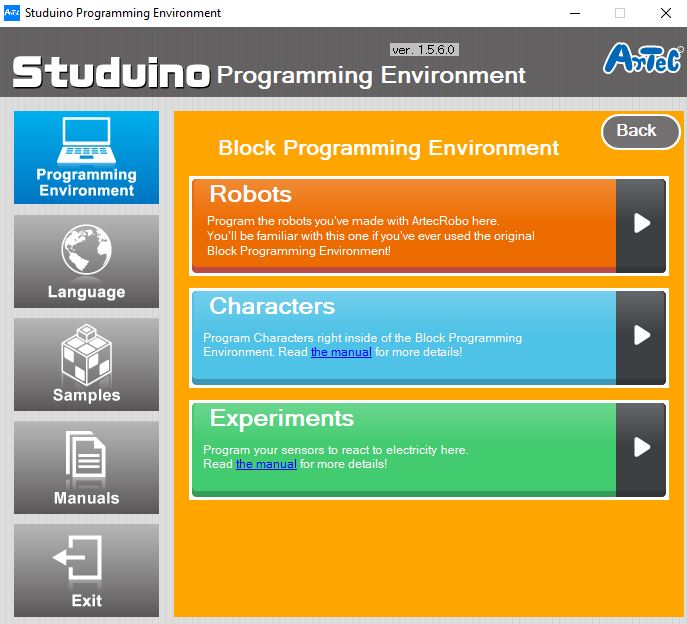 ArTeC Studuino Programming Environment
ver. 1.5.6.0
Studuino Programming Environment
ArTeC
Programming
Environment
Language
Samples
Manuals
Exit
Back
Block Programming Environment
Robots
Program the robots you've made with ArtecRobo here.
You'll be familiar with this one if you've ever used the original
Block Programming Environment!
Characters
Program Characters right inside of the Block Programming
Environment. Read the manual for more details!
Experiments
Program your sensors to react to electricity here.
Read the manual for more details!